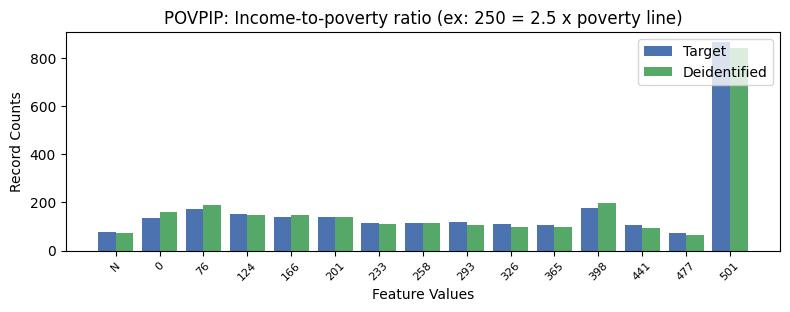 POVPIP: Income-to-poverty ratio (ex: 250 = 2.5 x poverty line)
Target
Deidentified
Record Counts
800
600
400
200
0
N 0 76 124 166 201 233 258 293 326 365 398 441 477 501
Feature Values